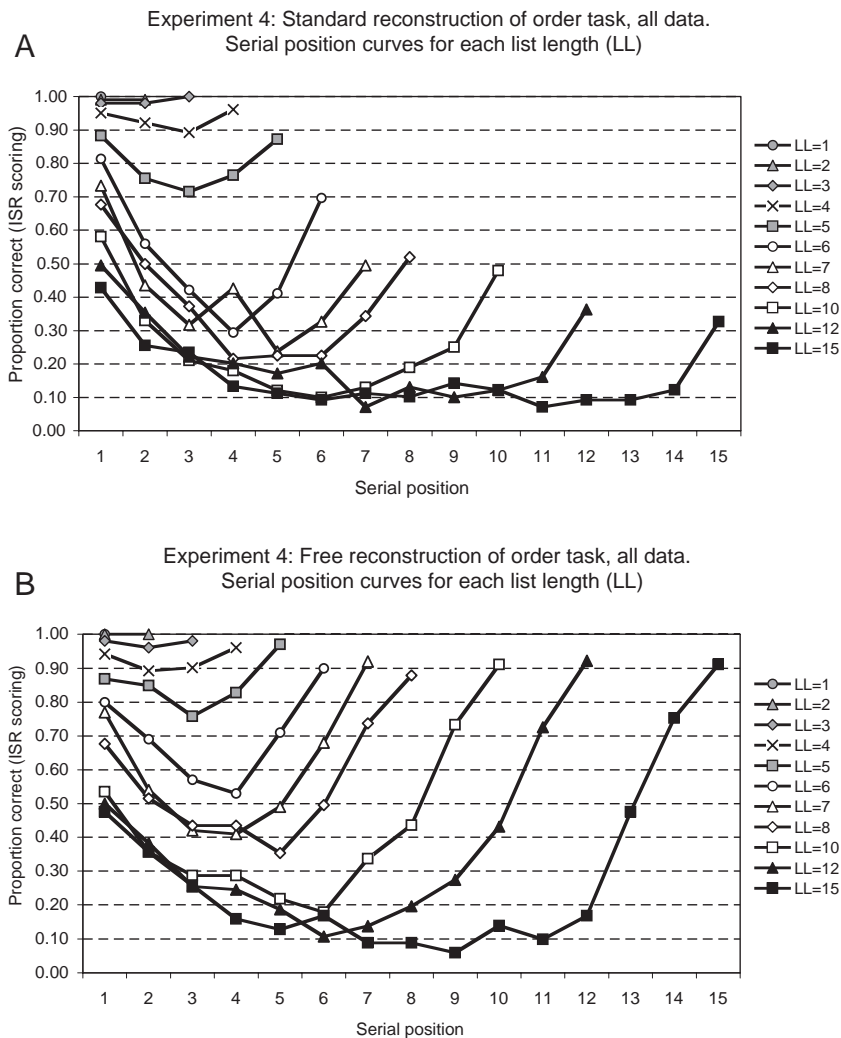 Experiment 4: Standard reconstruction of order task, all data.
A
Serial position curves for each list length (LL)
Proportion correct (ISR scoring)
1.00
0.90
0.80
0.70
0.60
0.50
0.40
0.30
0.20
0.10
0.00
1 2 3 4 5 6 7 8 9 10 11 12 13 14 15
Serial position
LL=1
LL=2
LL=3
LL=4
LL=5
LL=6
LL=7
LL=8
LL=10
LL=12
LL=15
Experiment 4: Free reconstruction of order task, all data.
B
Serial position curves for each list length (LL)
Proportion correct (ISR scoring)
1.00
0.90
0.80
0.70
0.60
0.50
0.40
0.30
0.20
0.10
0.00
1 2 3 4 5 6 7 8 9 10 11 12 13 14 15
Serial position
LL=1
LL=2
LL=3
LL=4
LL=5
LL=6
LL=7
LL=8
LL=10
LL=12
LL=15